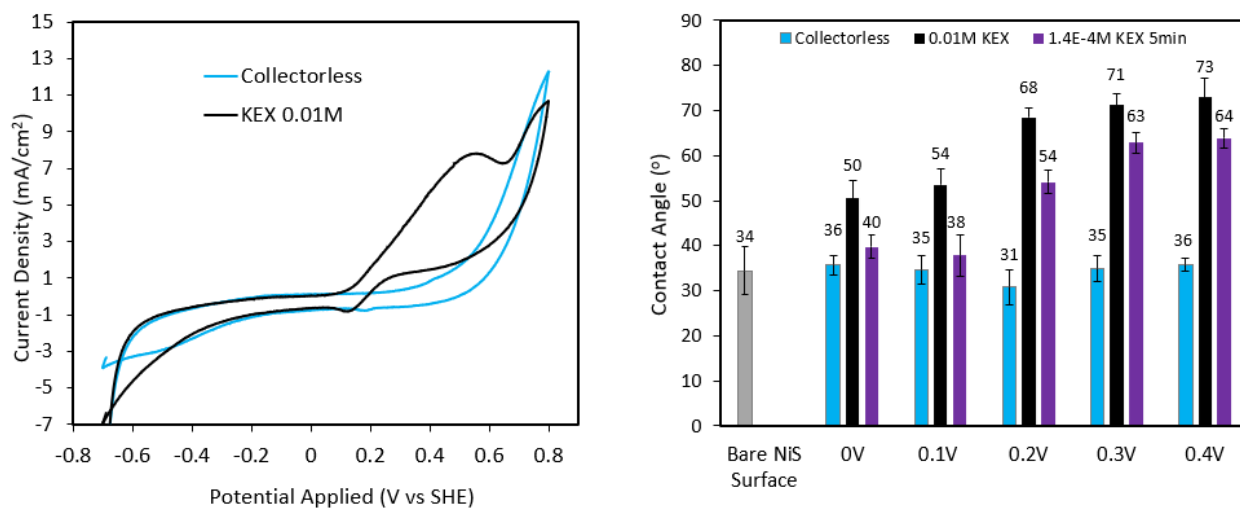 15
13
11
9
7
5
3
1
-1
-3
-5
-7
Current Density (mA/cm²)
Collectorless
KEX 0.01M
-0.8 -0.6 -0.4 -0.2 0 0.2 0.4 0.6 0.8
Potential Applied (V vs SHE)
90
80
70
60
50
40
30
20
10
0
Contact Angle (°)
Collectorless 0.01M KEX 1.4E-4M KEX 5min
34
36 50 40
35 54 38
31 68 54
35 71 63
36 73 64
Bare NiS 0V 0.1V 0.2V 0.3V 0.4V
Surface